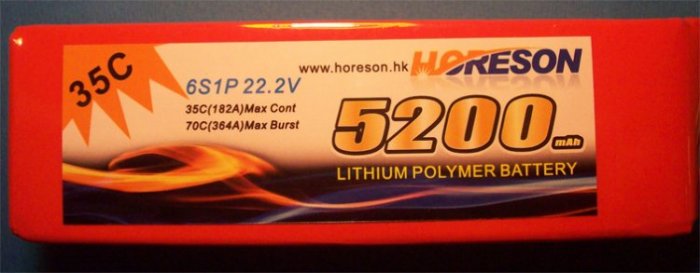 35C
www.horeson.hk
HORESON
6S1P 22.2V
35C(182A)Max Cont
70C(364A)Max Burst
5200mAh
LITHIUM POLYMER BATTERY